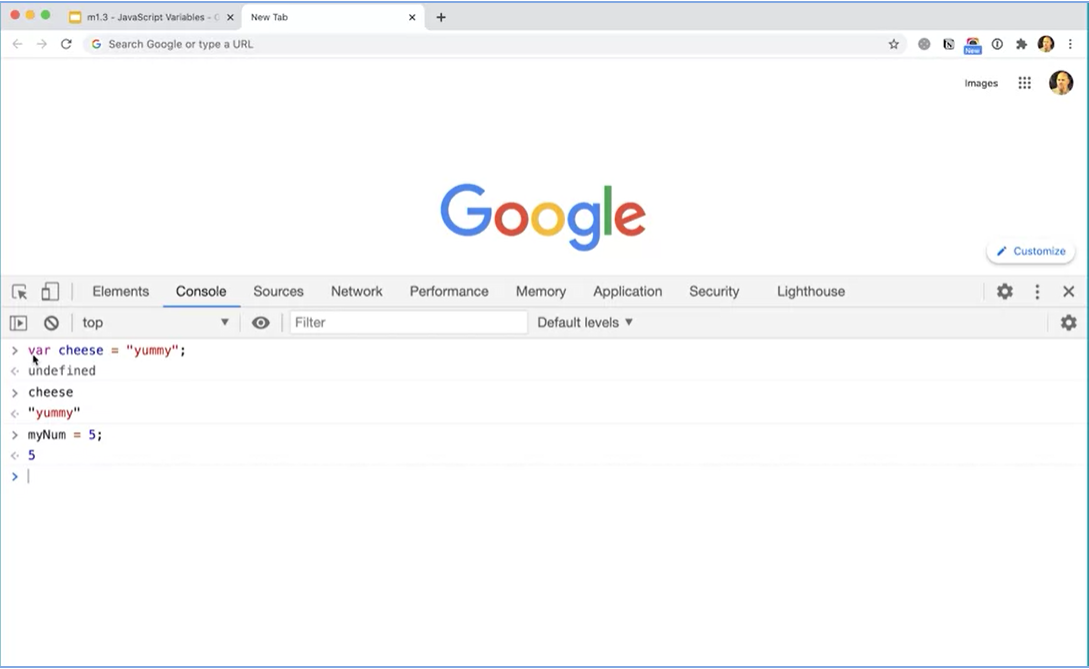 m1.3 - JavaScript Variables - G
New Tab
Search Google or type a URL
New
Images
Google
Customize
Elements Console Sources Network Performance Memory Application Security Lighthouse
top Filter Default levels ▼
> var cheese = "yummy";
<· undefined
> cheese
<· "yummy"
> myNum = 5;
<· 5
>